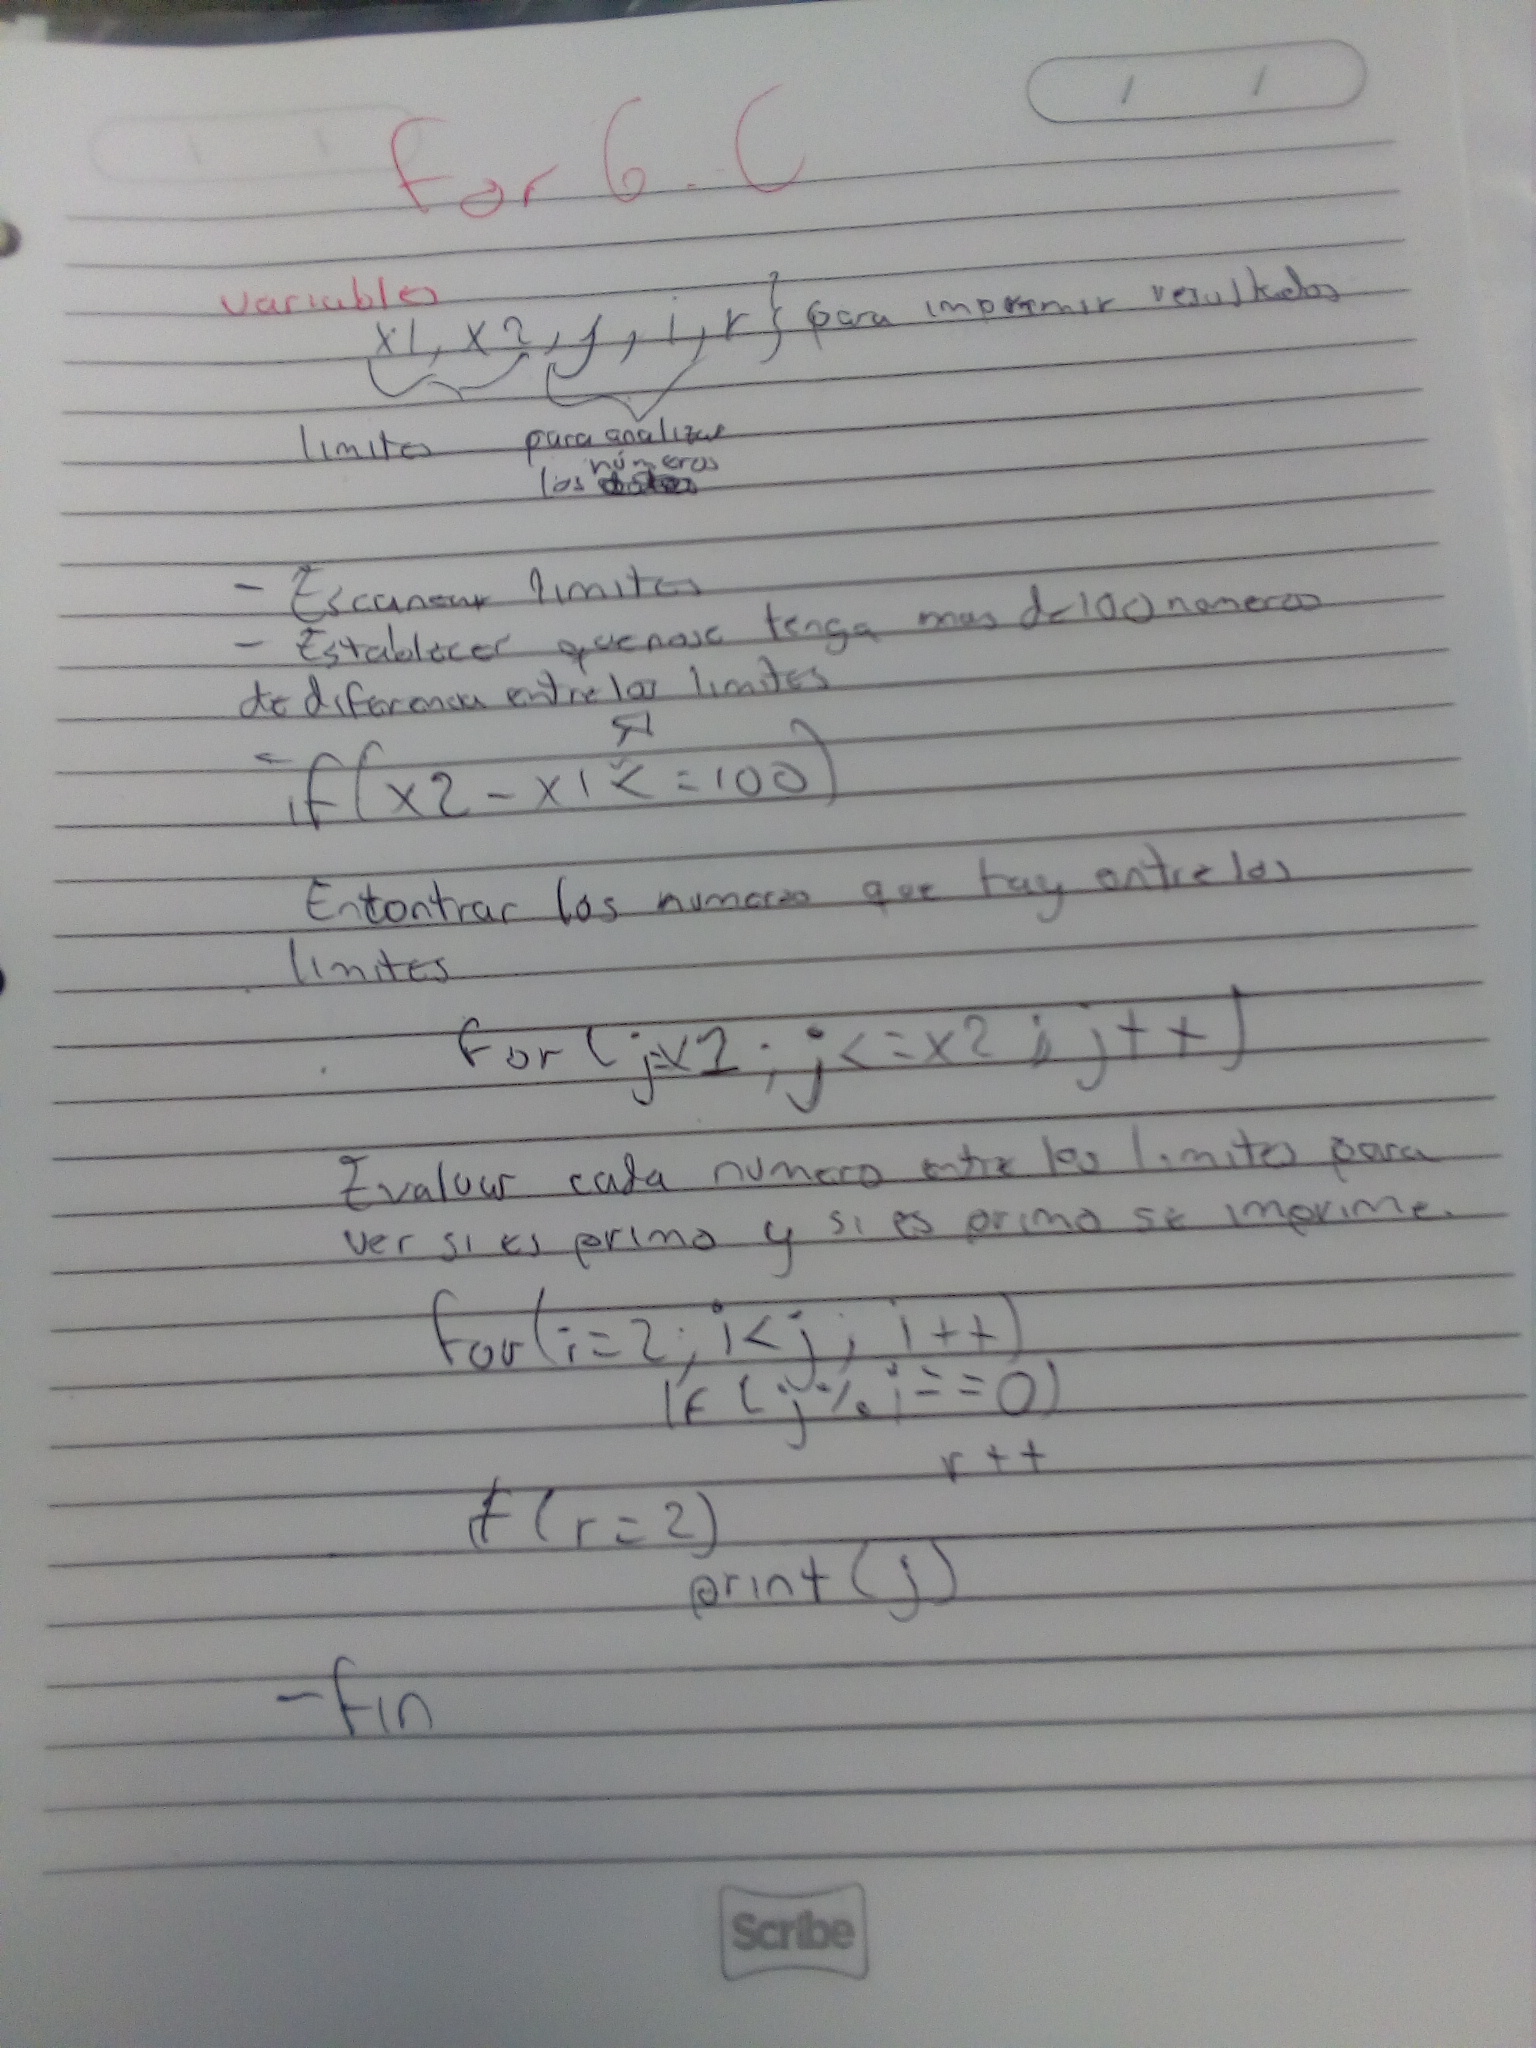 For 6.C
variables
x1, x2, j, i, r} para imprimir resultados
limites para analizar
números
los
- Escanear limites
- Establecer que no se tenga mas de 100 numeros
de diferencia entre los limites
- if(x2-x1<=100)
Entontrar los numeros que hay entre los
limites
for(j=x1; j<=x2; j++)
Evaluar cada numero entre los limites para
ver si es primo y si es primo se imprime.
for(i=2; i<j; i++)
if(j%i==0)
r++
if(r=2)
print(j)
- Fin
Scribe